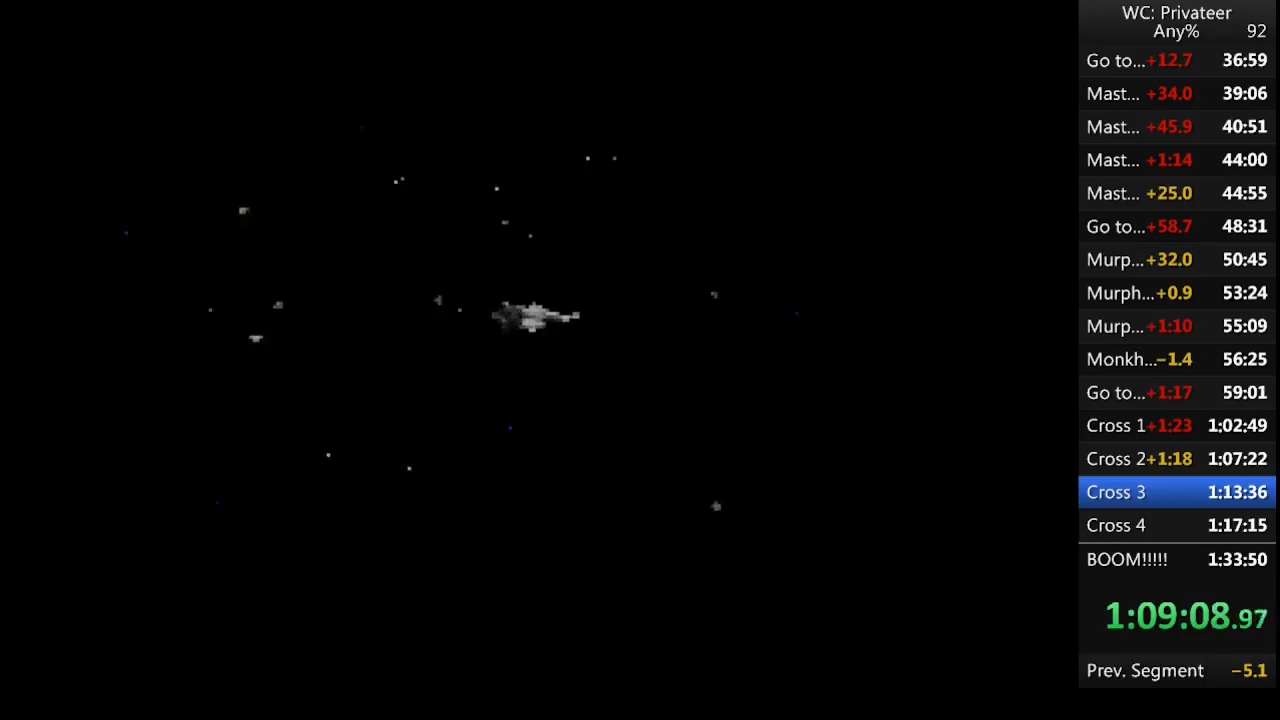 WC: Privateer
Any% 92
Go to...+12.7 36:59
Mast... +34.0 39:06
Mast... +45.9 40:51
Mast... +1:14 44:00
Mast... +25.0 44:55
Go to...+58.7 48:31
Murp...+32.0 50:45
Murph...+0.9 53:24
Murp...+1:10 55:09
Monkh...−1.4 56:25
Go to...+1:17 59:01
Cross 1+1:23 1:02:49
Cross 2+1:18 1:07:22
Cross 3 1:13:36
Cross 4 1:17:15
BOOM!!!!! 1:33:50
1:09:08.97
Prev. Segment −5.1